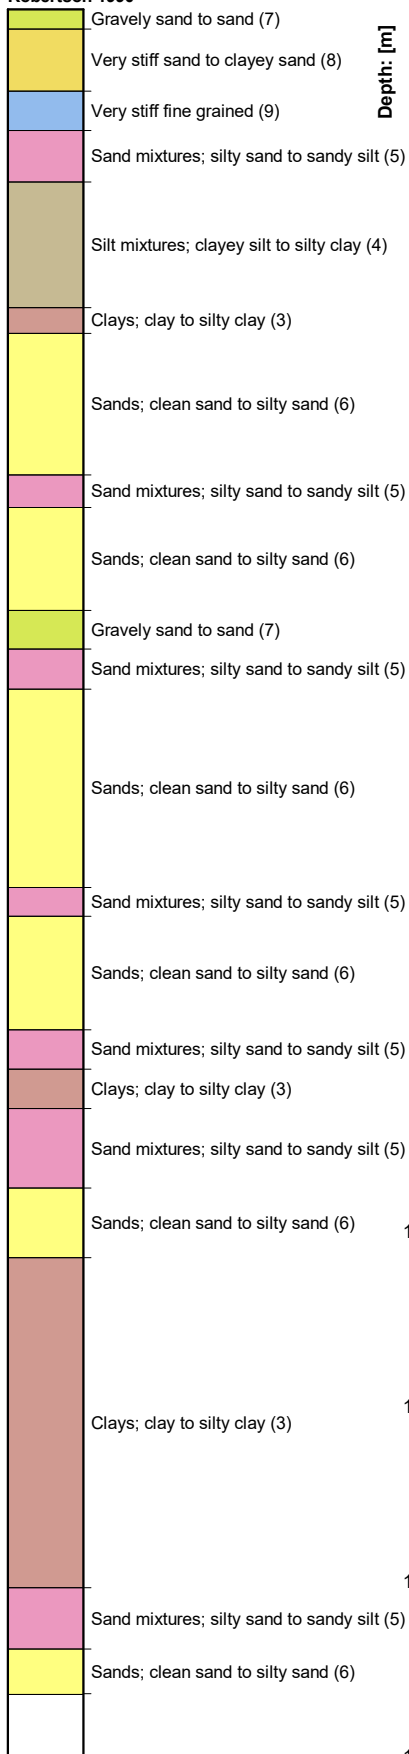 Gravely sand to sand (7)
Very stiff sand to clayey sand (8)
Depth: [m]
Very stiff fine grained (9)
Sand mixtures; silty sand to sandy silt (5)
Silt mixtures; clayey silt to silty clay (4)
Clays; clay to silty clay (3)
Sands; clean sand to silty sand (6)
Sand mixtures; silty sand to sandy silt (5)
Sands; clean sand to silty sand (6)
Gravely sand to sand (7)
Sand mixtures; silty sand to sandy silt (5)
Sands; clean sand to silty sand (6)
Sand mixtures; silty sand to sandy silt (5)
Sands; clean sand to silty sand (6)
Sand mixtures; silty sand to sandy silt (5)
Clays; clay to silty clay (3)
Sand mixtures; silty sand to sandy silt (5)
Sands; clean sand to silty sand (6)
Clays; clay to silty clay (3)
Sand mixtures; silty sand to sandy silt (5)
Sands; clean sand to silty sand (6)